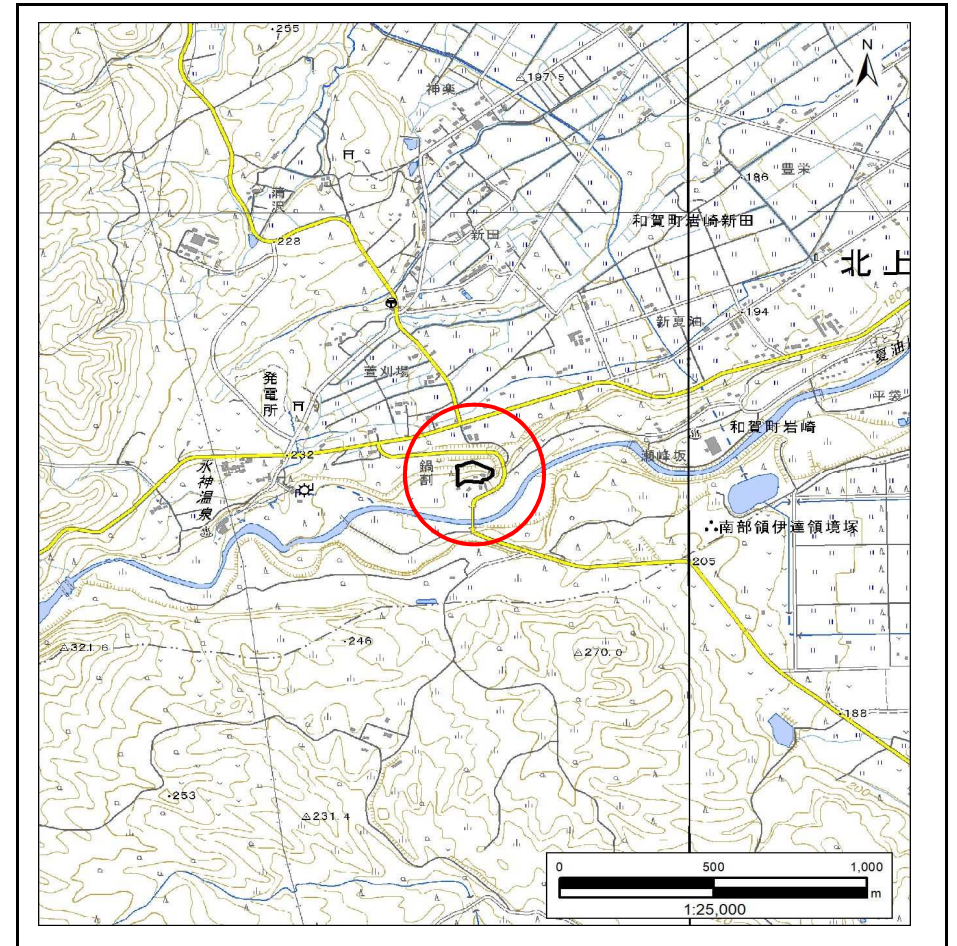 255
197.5
N
神楽
豊栄
186
清沢
和賀町岩崎新田
新田
228
北上
180
新夏油
194
夏油
菅刈場
発電所
平袋
和賀町岩崎
瀬峰坂
232
鍋割
水神温泉
南部領伊達領境塚
205
246
321.6
270.0
188
253
200
231.4
0 500 1,000
m
1:25,000